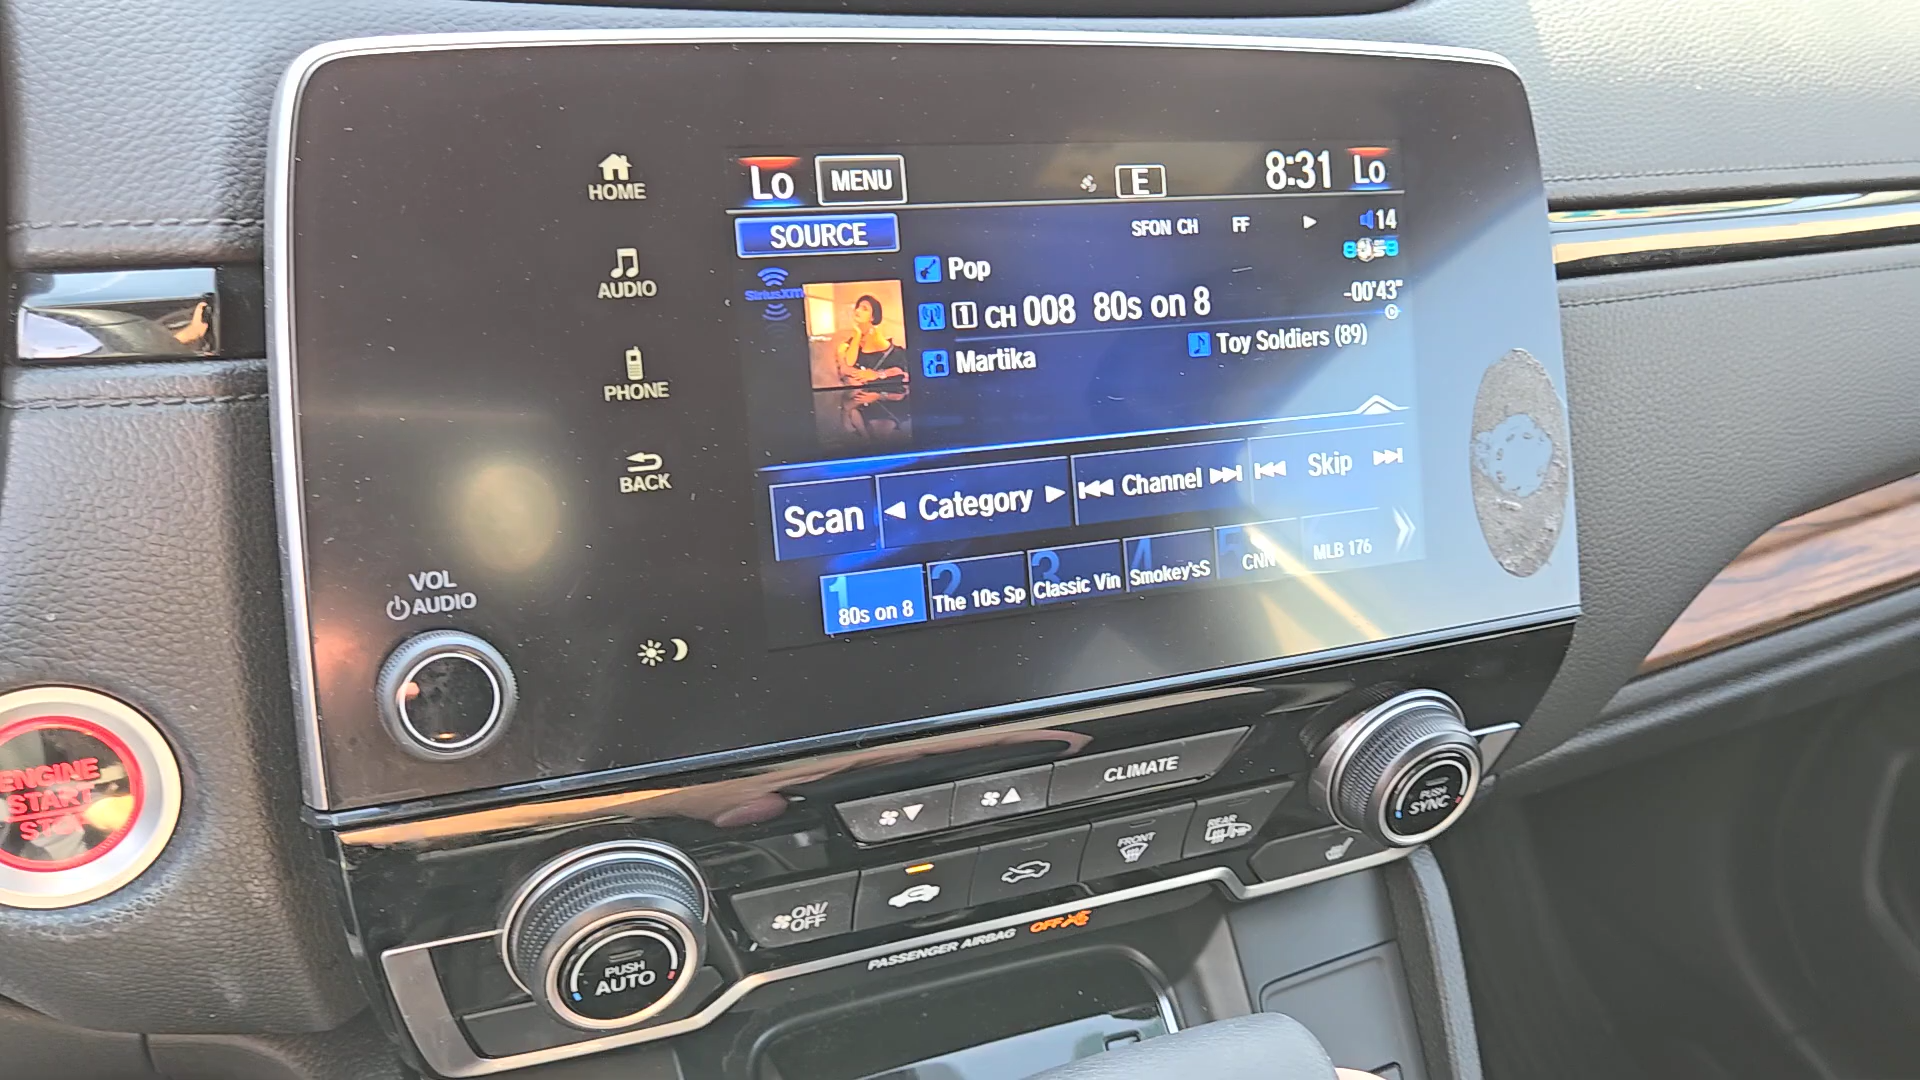 HOME
AUDIO
PHONE
BACK
VOL
AUDIO
Lo MENU E 8:31 Lo
SOURCE SFON CH FF 14
SiriusXM Pop
1 CH 008 80s on 8 -00'43"
Martika Toy Soldiers (89)
Scan Category Channel Skip
1 80s on 8
2 The 10s Sp
3 Classic Vin
4 Smokey'sS
5 CNN
MLB 176
ENGINE
START
STOP
CLIMATE
PUSH
SYNC
ON/
OFF
FRONT
REAR
PUSH
AUTO
PASSENGER AIRBAG OFF